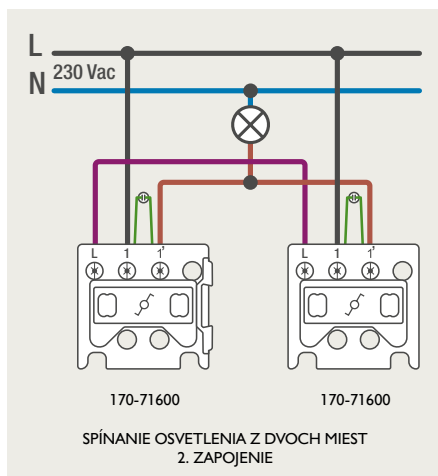 L
230 Vac
N
L 1 1’ L 1 1’
170-71600 170-71600
SPÍNANIE OSVETLENIA Z DVOCH MIEST
2. ZAPOJENIE